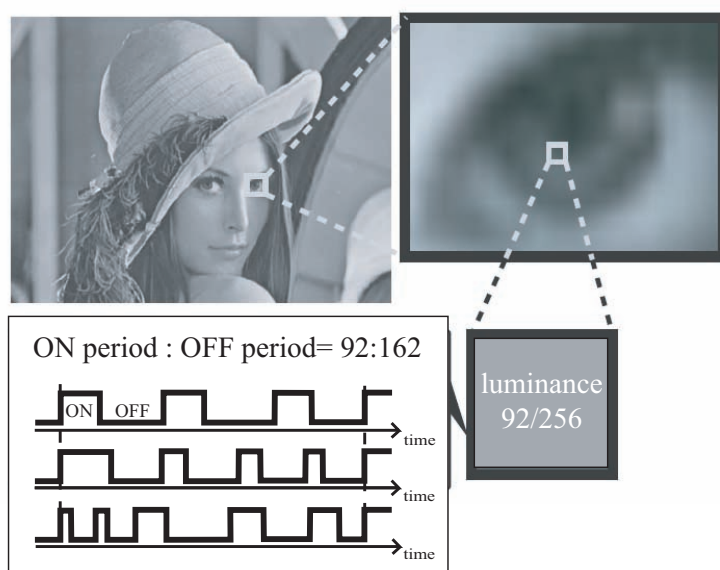 ON period : OFF period= 92:162
ON OFF
time
time
time
luminance
92/256